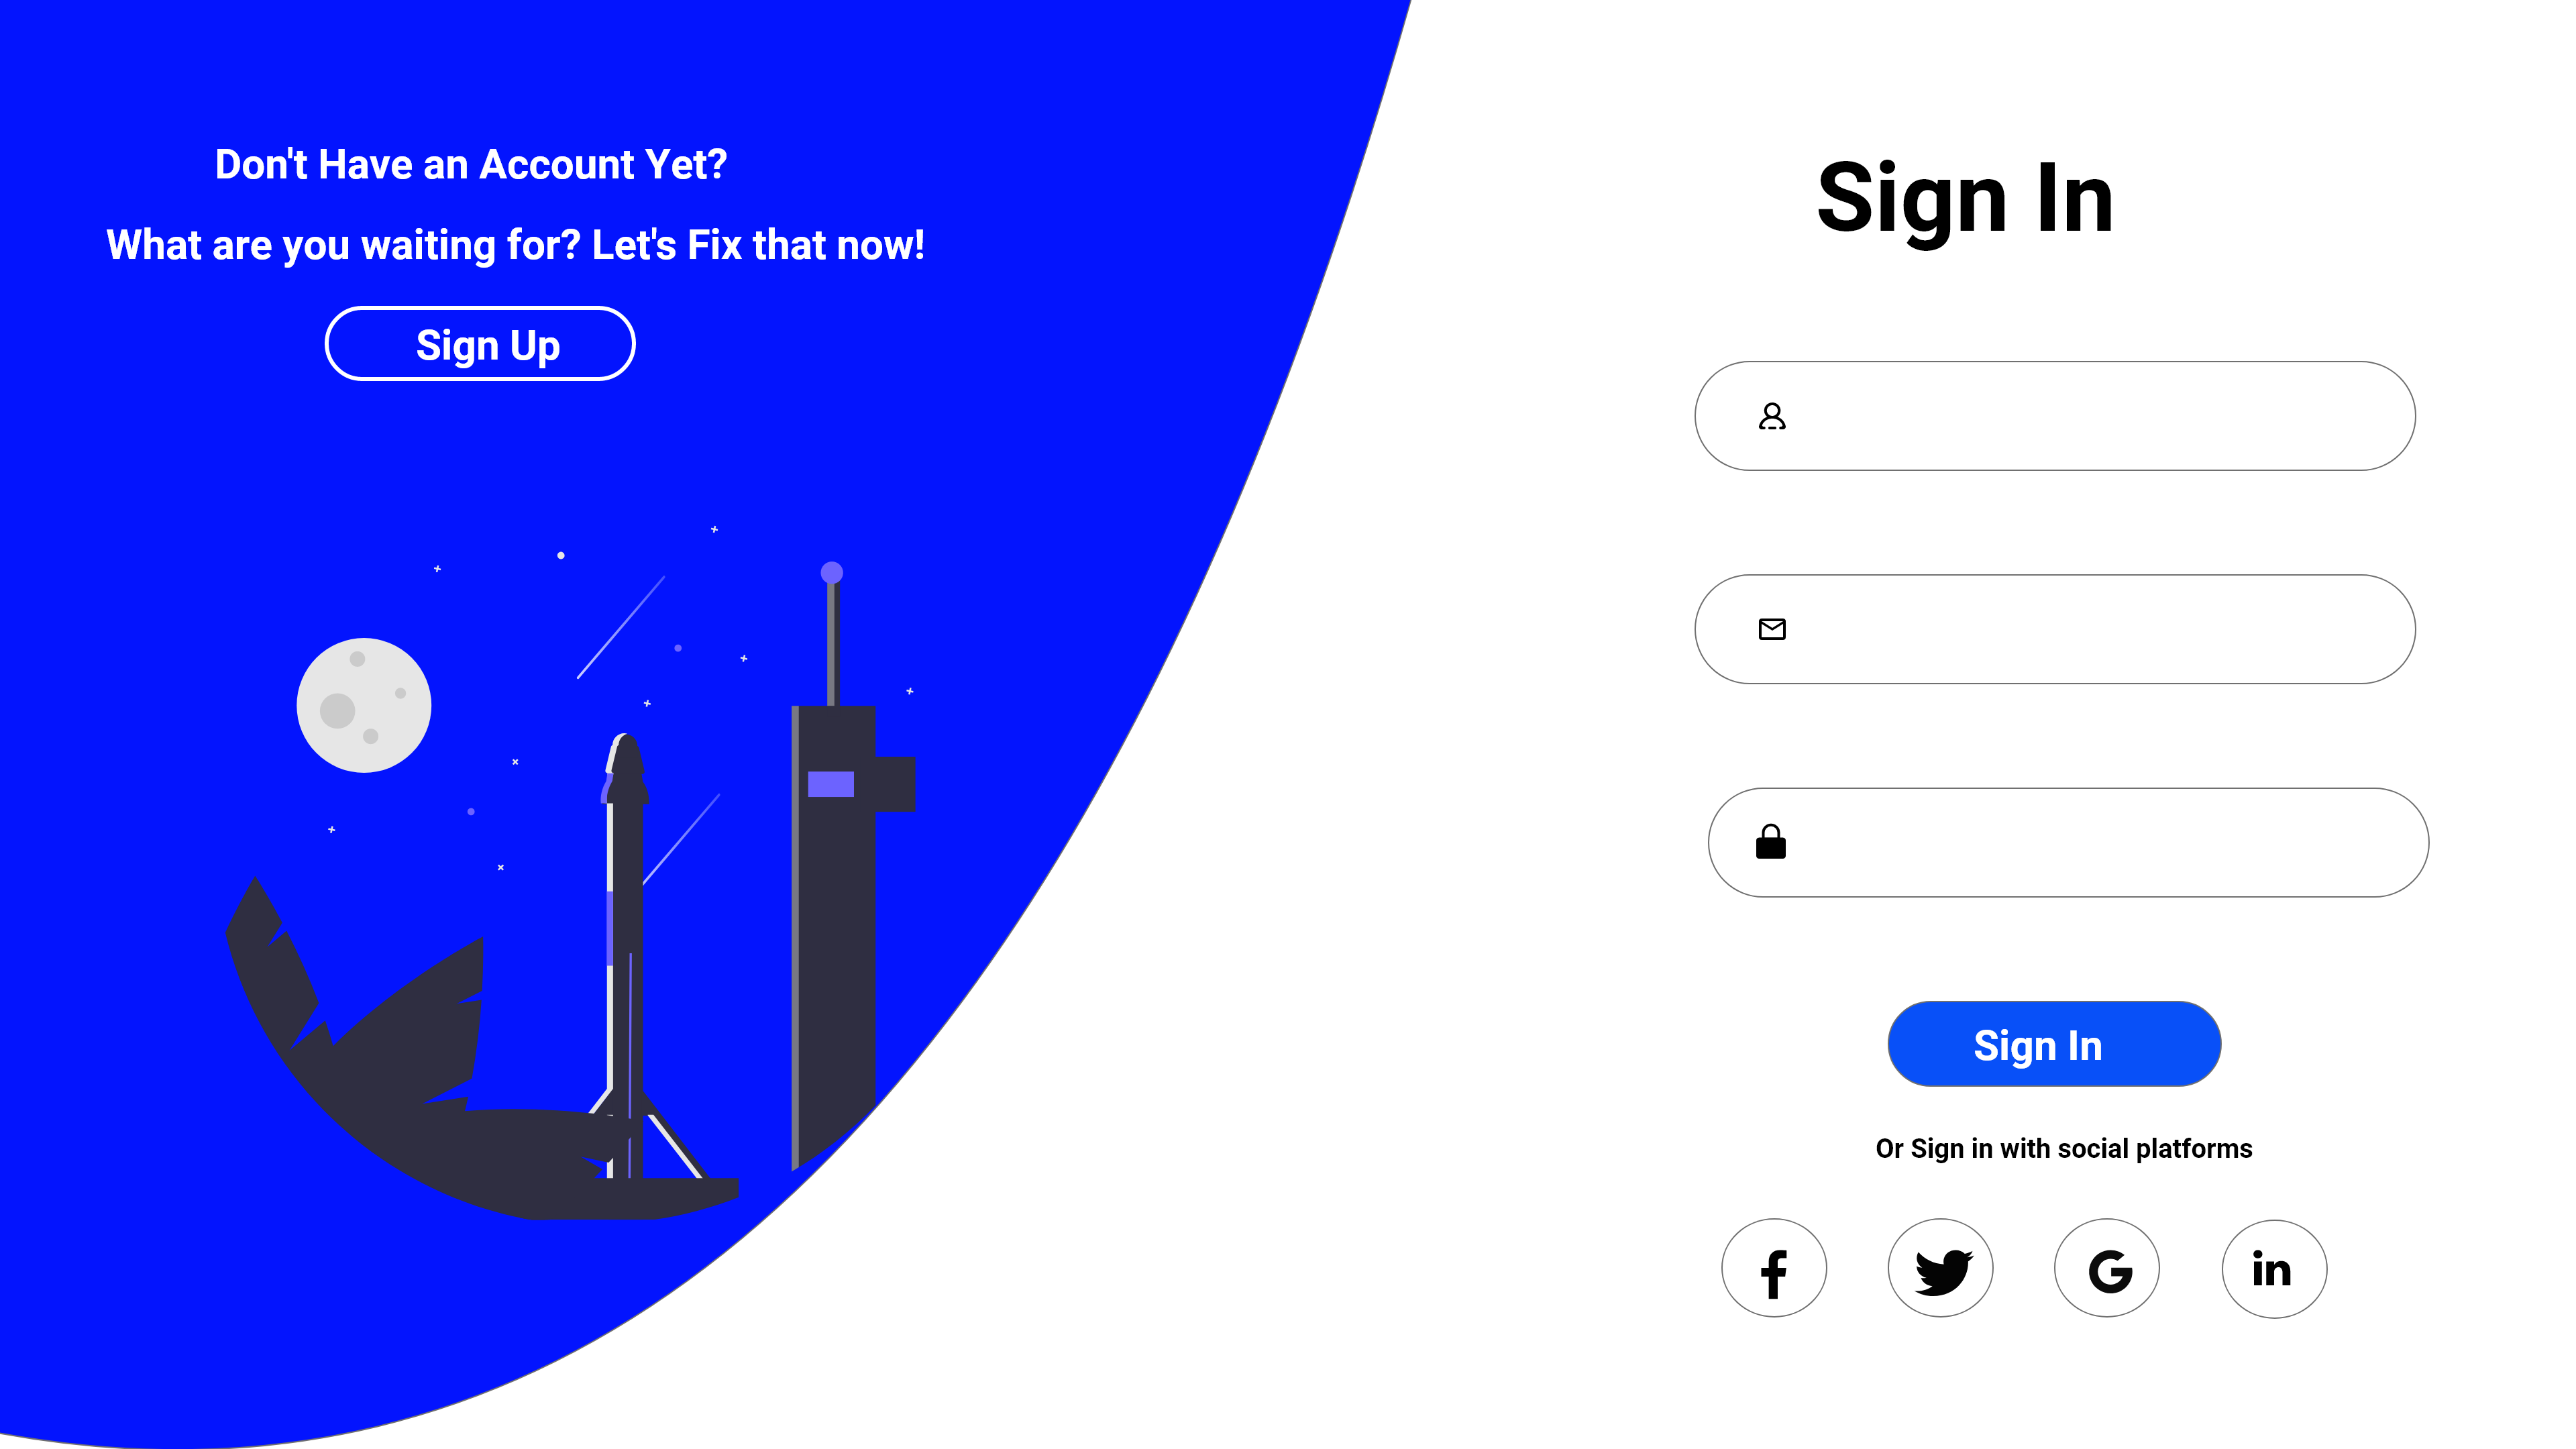 Don't Have an Account Yet?
What are you waiting for? Let's Fix that now!
Sign Up
Sign In
Sign In
Or Sign in with social platforms
f
G
in